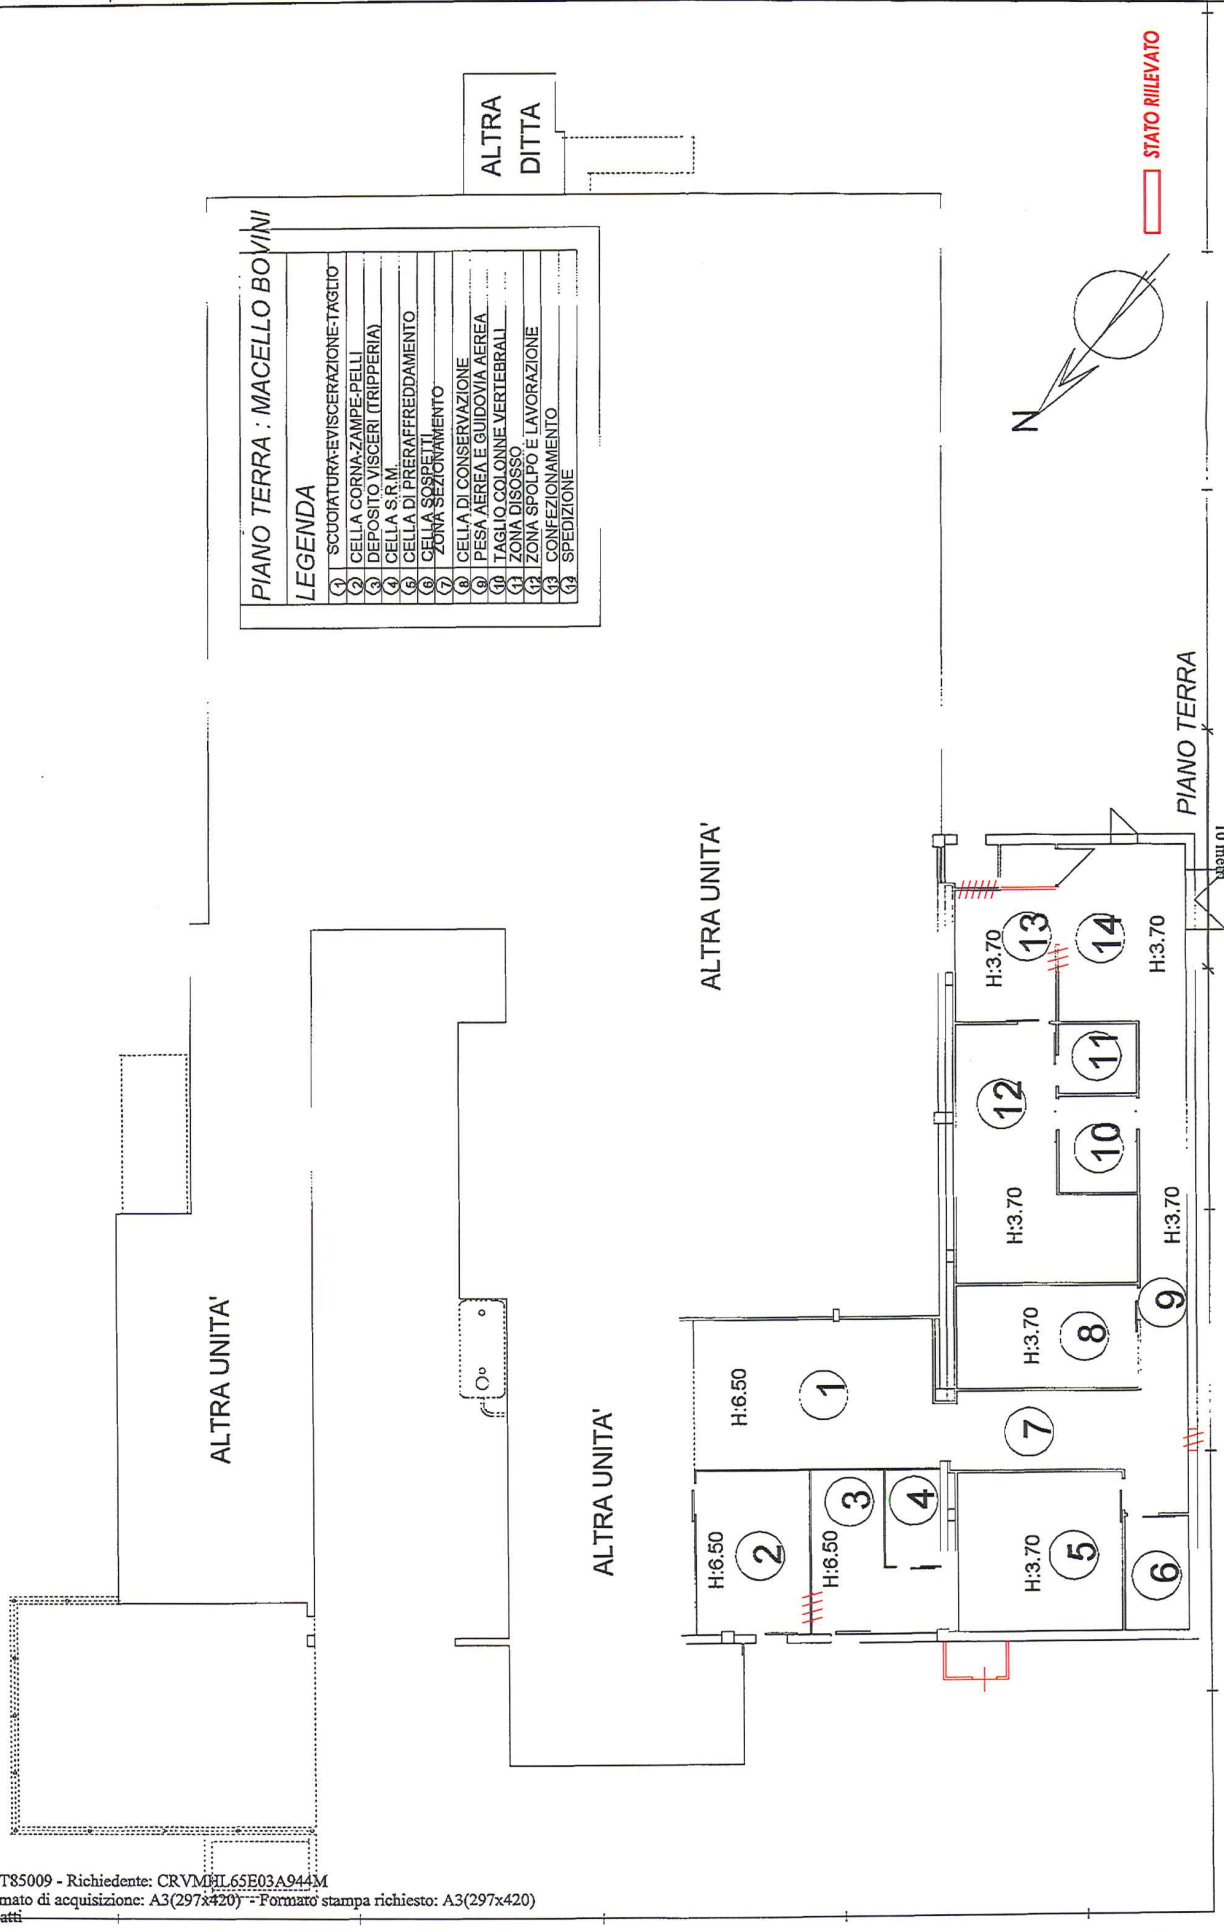 ALTRA
DITTA
STATO RIILEVATO
PIANO TERRA : MACELLO BOVINI
LEGENDA
1 SCUOIATURA-EVISCERAZIONE-TAGLIO
2 CELLA CORNA-ZAMPE-PELLI
3 DEPOSITO VISCERI (TRIPPERIA)
4 CELLA S.R.M.
5 CELLA DI PRERAFFREDDAMENTO
6 CELLA SOSPETTI
7 ZONA SEZIONAMENTO
8 CELLA DI CONSERVAZIONE
9 PESA AEREA E GUIDOVIA AEREA
10 TAGLIO COLONNE VERTEBRALI
11 ZONA DISOSSO
12 ZONA SPOLPO E LAVORAZIONE
13 CONFEZIONAMENTO
14 SPEDIZIONE
N
PIANO TERRA
ALTRA UNITA'
ALTRA UNITA'
ALTRA UNITA'
H:6.50
1
H:6.50
2
H:6.50
3
4
H:3.70
5
6
7
H:3.70
8
9
H:3.70
H:3.70
10
11
12
H:3.70
13
14
H:3.70
T85009 - Richiedente: CRVMHL65E03A944M
mato di acquisizione: A3(297x420) - Formato stampa richiesto: A3(297x420)
atti